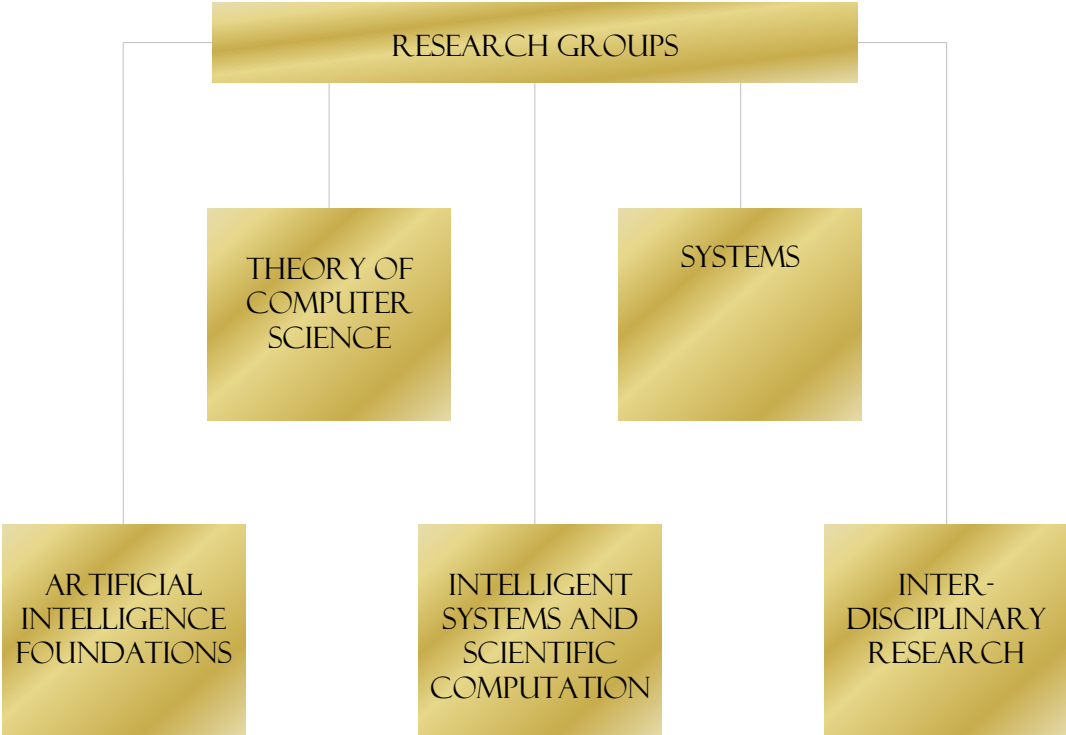 RESEARCH GROUPS
THEORY OF
COMPUTER
SCIENCE
SYSTEMS
ARTIFICIAL
INTELLIGENCE
FOUNDATIONS
INTELLIGENT
SYSTEMS AND
SCIENTIFIC
COMPUTATION
INTER-
DISCIPLINARY
RESEARCH